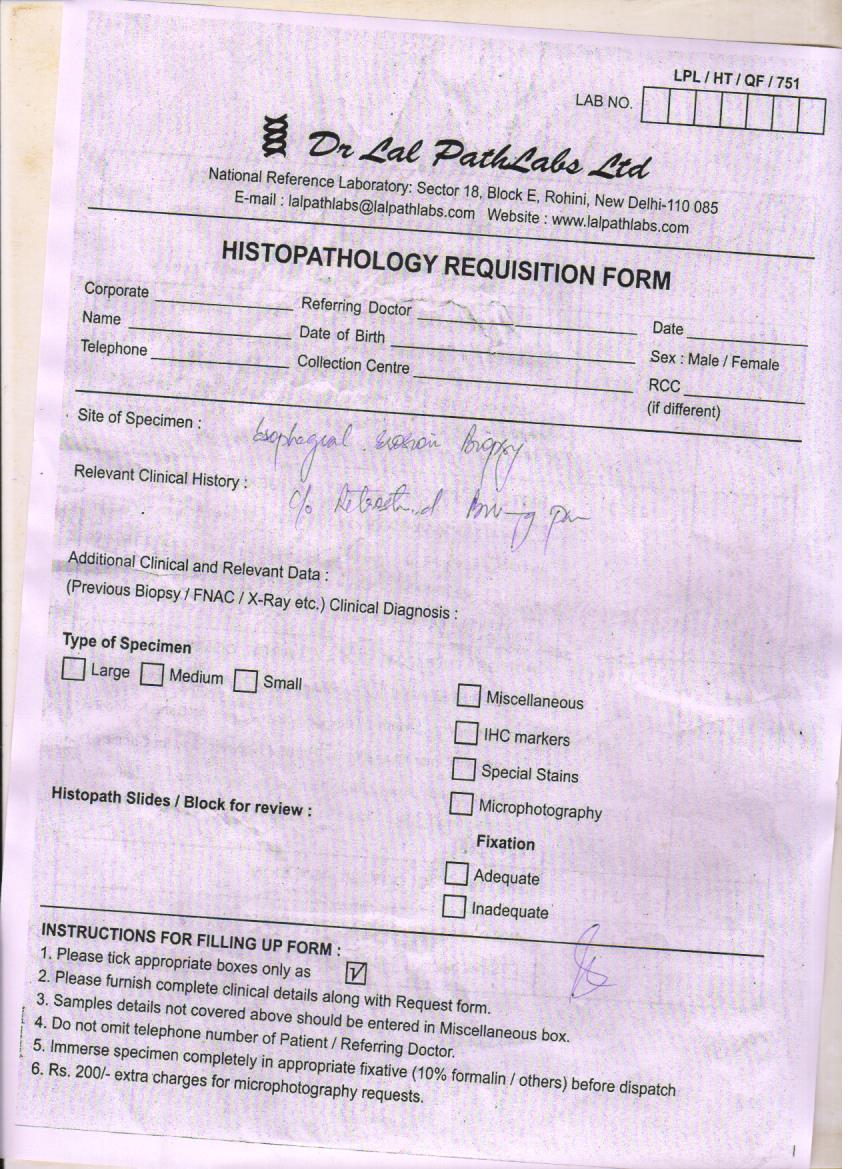 LPL / HT / QF / 751
LAB NO.
Dr Lal PathLabs Ltd
National Reference Laboratory: Sector 18, Block E, Rohini, New Delhi-110 085
E-mail : lalpathlabs@lalpathlabs.com Website : www.lalpathlabs.com
HISTOPATHOLOGY REQUISITION FORM
Corporate Referring Doctor Date
Name Date of Birth Sex : Male / Female
Telephone Collection Centre RCC
(if different)
Site of Specimen : Esophageal erosion Biopsy
Relevant Clinical History : c/o
Additional Clinical and Relevant Data :
(Previous Biopsy / FNAC / X-Ray etc.) Clinical Diagnosis :
Type of Specimen
Large Medium Small
Miscellaneous
IHC markers
Special Stains
Histopath Slides / Block for review :
Microphotography
Fixation
Adequate
Inadequate
INSTRUCTIONS FOR FILLING UP FORM :
1. Please tick appropriate boxes only as
2. Please furnish complete clinical details along with Request form.
3. Samples details not covered above should be entered in Miscellaneous box.
4. Do not omit telephone number of Patient / Referring Doctor.
5. Immerse specimen completely in appropriate fixative (10% formalin / others) before dispatch
6. Rs. 200/- extra charges for microphotography requests.